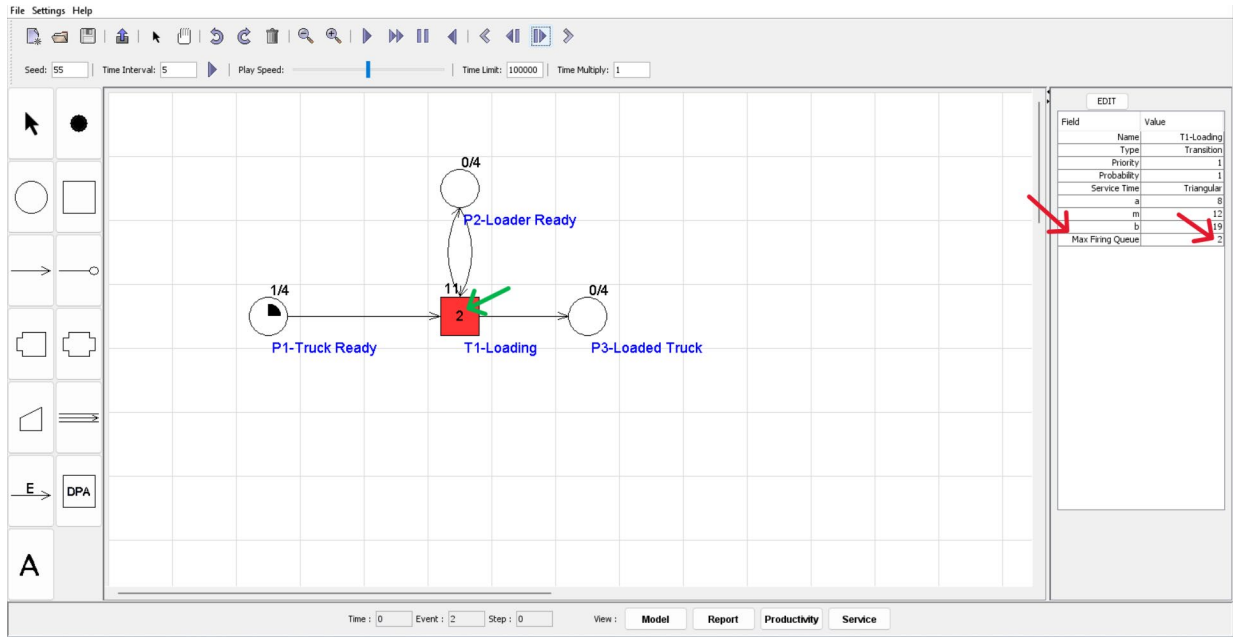 File Settings Help
Seed: 55 Time Interval: 5 Play Speed: Time Limit: 100000 Time Multiply: 1
EDIT
Field Value
Name T1-Loading
Type Transition
Priority 1
Probability 1
Service Time Triangular
a 8
m 12
b 19
Max Firing Queue 2
0/4
P2-Loader Ready
1/4
11
0/4
2
P1-Truck Ready
T1-Loading
P3-Loaded Truck
E
DPA
A
Time : 0 Event : 2 Step : 0 View : Model Report Productivity Service